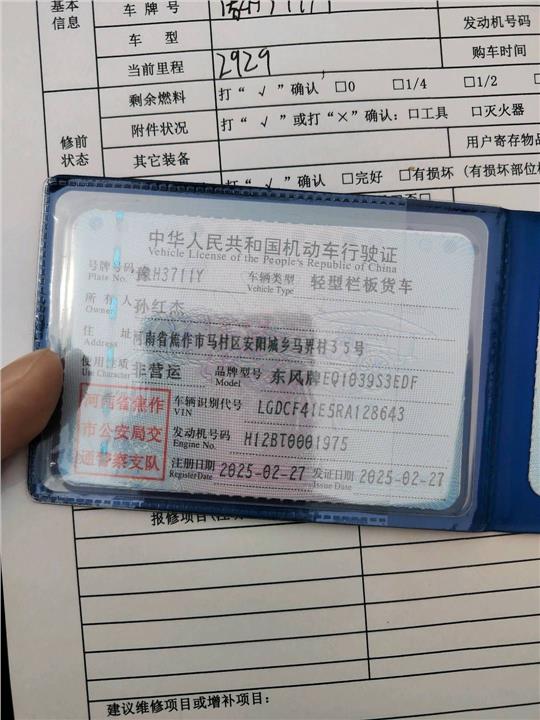 基本信息
车牌号
发动机号码
车型
购车时间
当前里程 2929
修前状态
剩余燃料 打“√”确认 □0 □1/4 □1/2
附件状况 打“√”或打“×”确认：□工具 □灭火器
其它装备 用户寄存物品
打“√”确认 □完好 □有损坏（有损坏部位
中华人民共和国机动车行驶证
Vehicle License of the People's Republic of China
号牌号码 豫H3711Y 车辆类型 轻型栏板货车
Plate No. Vehicle Type
所有人 孙红杰
Owner
住址 河南省焦作市马村区安阳城乡马界村35号
Address
使用性质 非营运 品牌型号 东风牌EQ1039S3EDF
Use Character Model
河南省焦作市公安局交通警察支队
车辆识别代号 LGDCF41E5RA128643
VIN
发动机号码 H12BT0001975
Engine No.
注册日期 2025-02-27 发证日期 2025-02-27
Register Date Issue Date
报修项目
建议维修项目或增补项目：